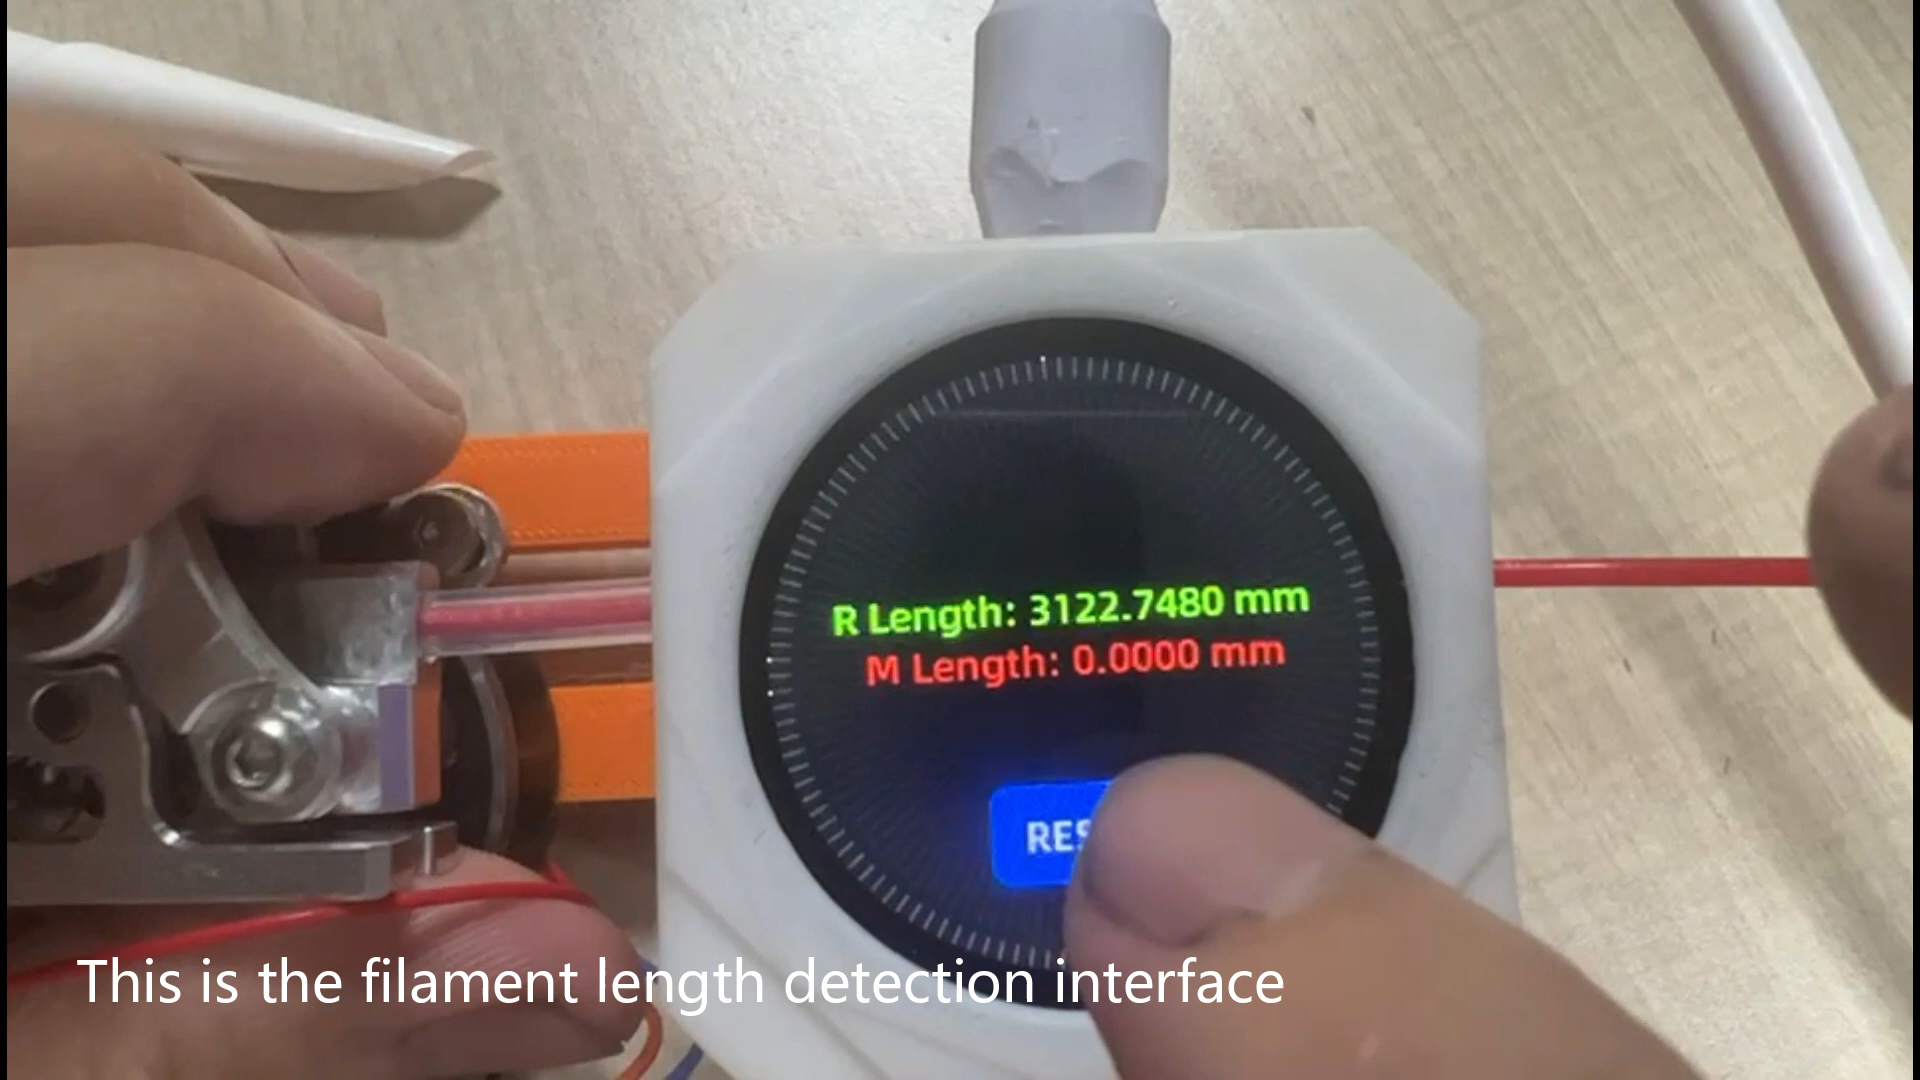 R Length: 3122.7480 mm
M Length: 0.0000 mm
This is the filament length detection interface